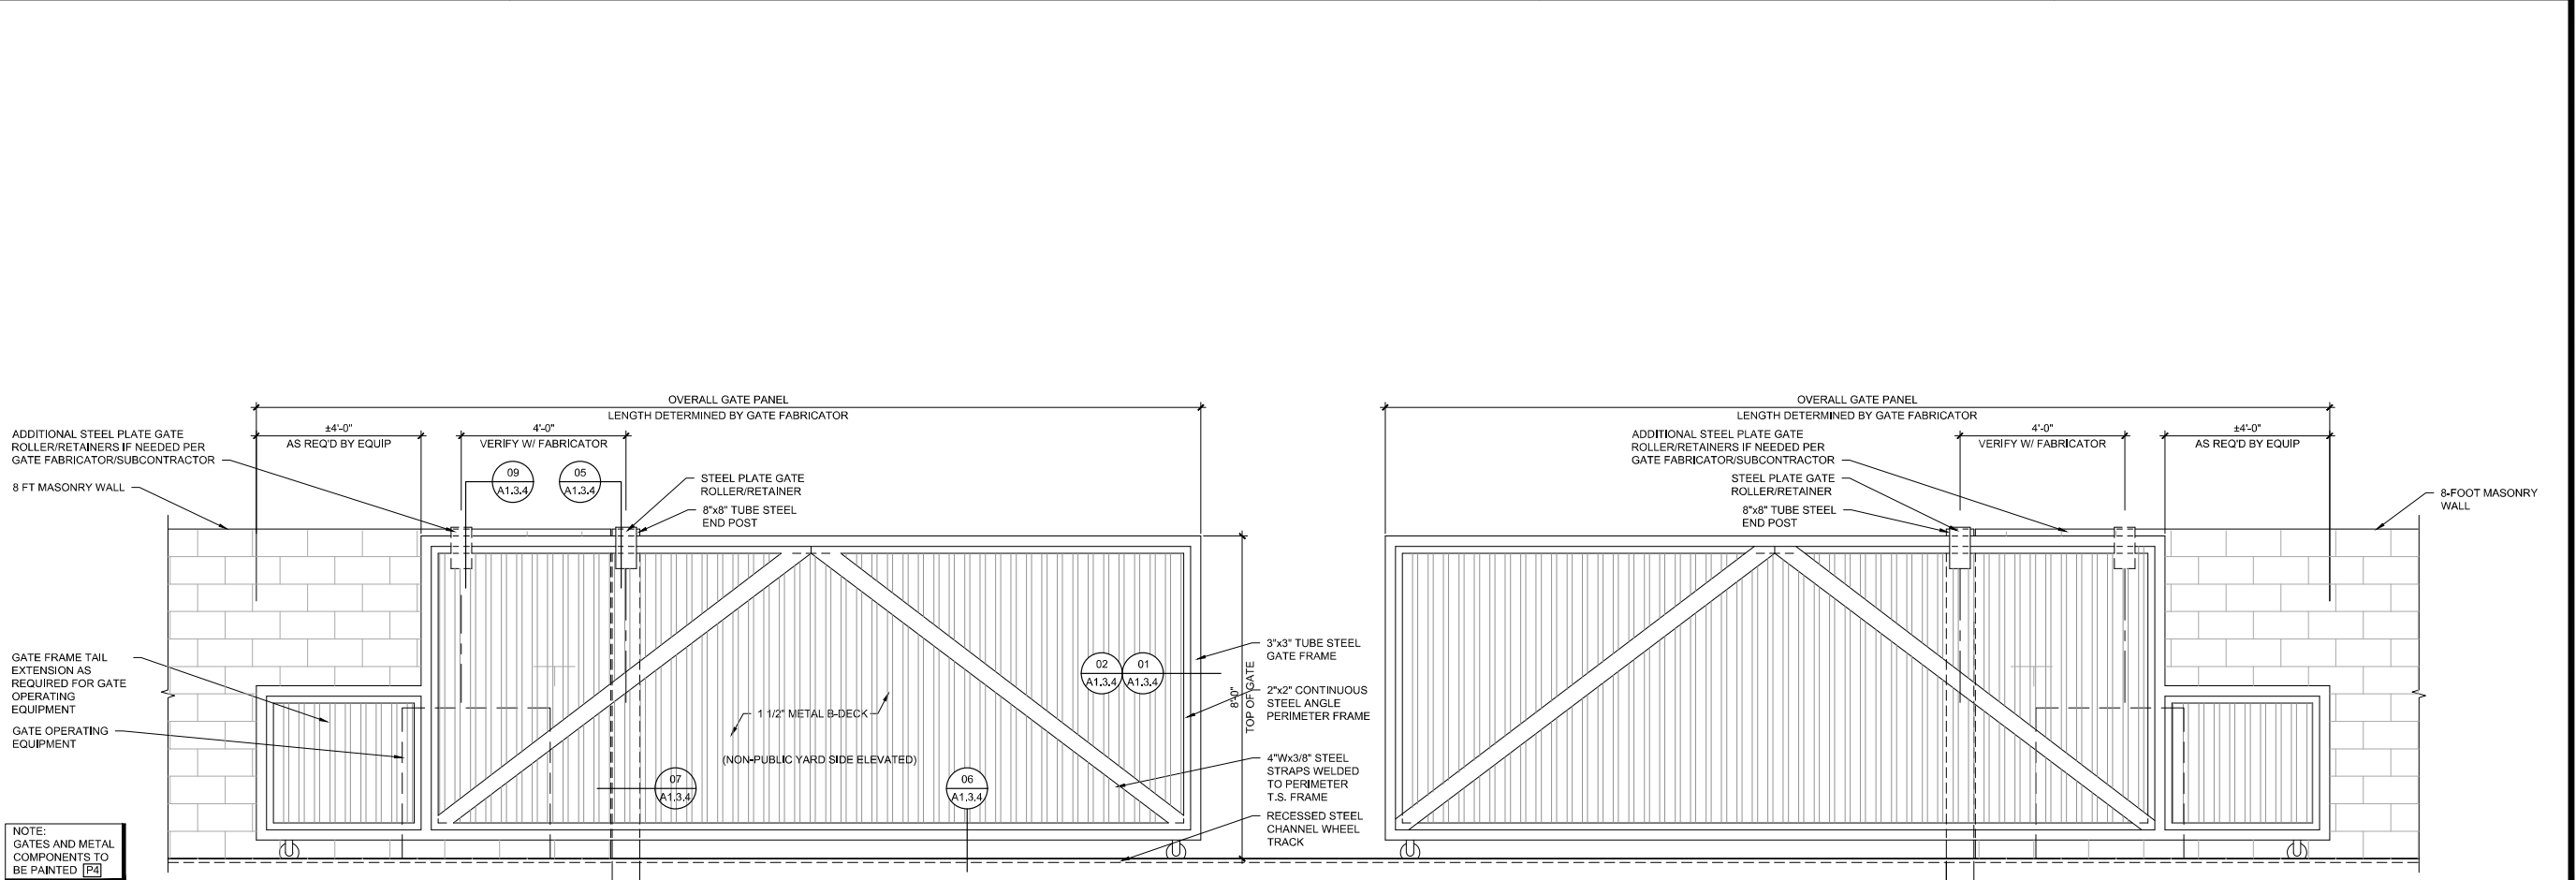 OVERALL GATE PANEL
LENGTH DETERMINED BY GATE FABRICATOR
±4'-0"
AS REQ'D BY EQUIP
4'-0"
VERIFY W/ FABRICATOR
ADDITIONAL STEEL PLATE GATE
ROLLER/RETAINERS IF NEEDED PER
GATE FABRICATOR/SUBCONTRACTOR
8 FT MASONRY WALL
09
A1.3.4
05
A1.3.4
STEEL PLATE GATE
ROLLER/RETAINER
8"x8" TUBE STEEL
END POST
GATE FRAME TAIL
EXTENSION AS
REQUIRED FOR GATE
OPERATING
EQUIPMENT
GATE OPERATING
EQUIPMENT
1 1/2" METAL B-DECK
(NON-PUBLIC YARD SIDE ELEVATED)
07
A1.3.4
06
A1.3.4
02
A1.3.4
01
A1.3.4
8'-0"
TOP OF GATE
3"x3" TUBE STEEL
GATE FRAME
2"x2" CONTINUOUS
STEEL ANGLE
PERIMETER FRAME
4"Wx3/8" STEEL
STRAPS WELDED
TO PERIMETER
T.S. FRAME
RECESSED STEEL
CHANNEL WHEEL
TRACK
NOTE:
GATES AND METAL
COMPONENTS TO
BE PAINTED P4
OVERALL GATE PANEL
LENGTH DETERMINED BY GATE FABRICATOR
4'-0"
VERIFY W/ FABRICATOR
±4'-0"
AS REQ'D BY EQUIP
ADDITIONAL STEEL PLATE GATE
ROLLER/RETAINERS IF NEEDED PER
GATE FABRICATOR/SUBCONTRACTOR
STEEL PLATE GATE
ROLLER/RETAINER
8"x8" TUBE STEEL
END POST
8-FOOT MASONRY
WALL